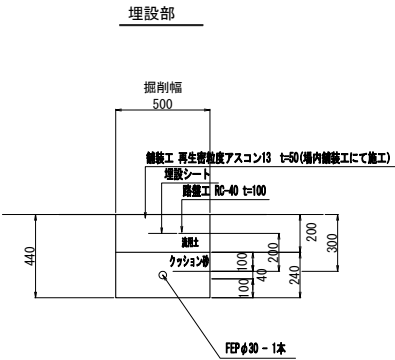 埋設部
掘削幅
500
舗装工 再生密粒度アスコン13 t=50(場内舗装工にて施工)
埋設シート
路盤工 RC-40 t=100
流用土
クッション砂
440
100
40
100
200
200
240
300
FEPφ30 - 1本